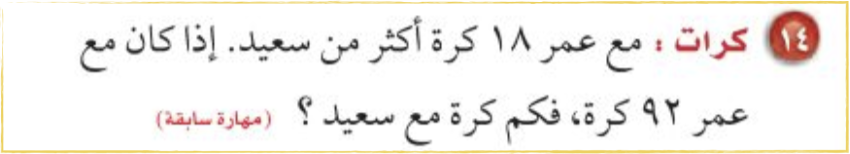 ١٤ كرات : مع عمر ١٨ كرة أكثر من سعيد. إذا كان مع
عمر ٩٢ كرة، فكم كرة مع سعيد ؟ (مهارة سابقة)